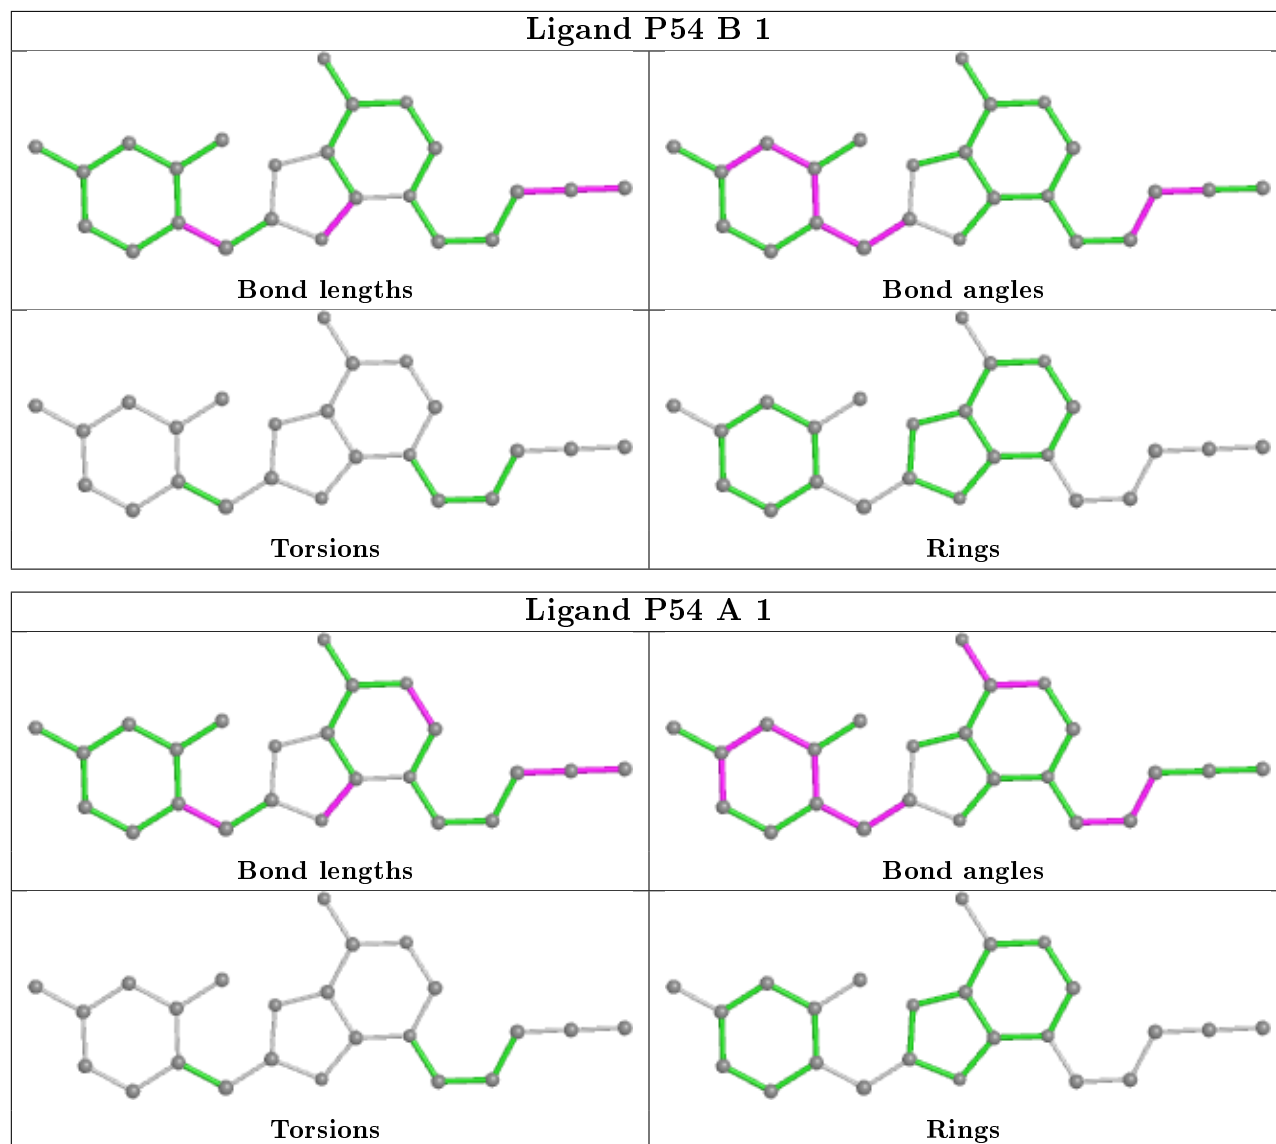 Ligand P54 B 1
Bond lengths
Bond angles
Torsions
Rings
Ligand P54 A 1
Bond lengths
Bond angles
Torsions
Rings